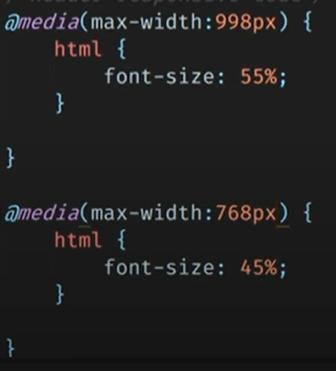 @media(max-width:998px) {
    html {
        font-size: 55%;
    }

}

@media(max-width:768px) {
    html {
        font-size: 45%;
    }

}